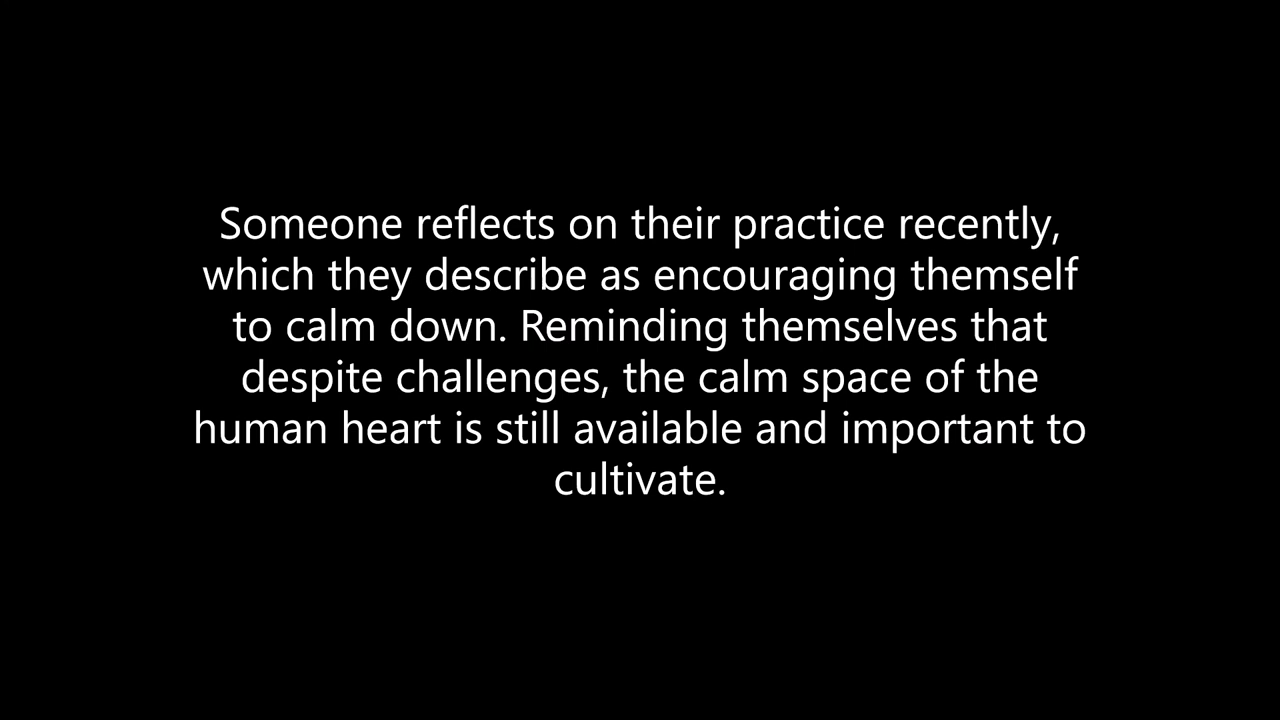 Someone reflects on their practice recently,
which they describe as encouraging themself
to calm down. Reminding themselves that
despite challenges, the calm space of the
human heart is still available and important to
cultivate.